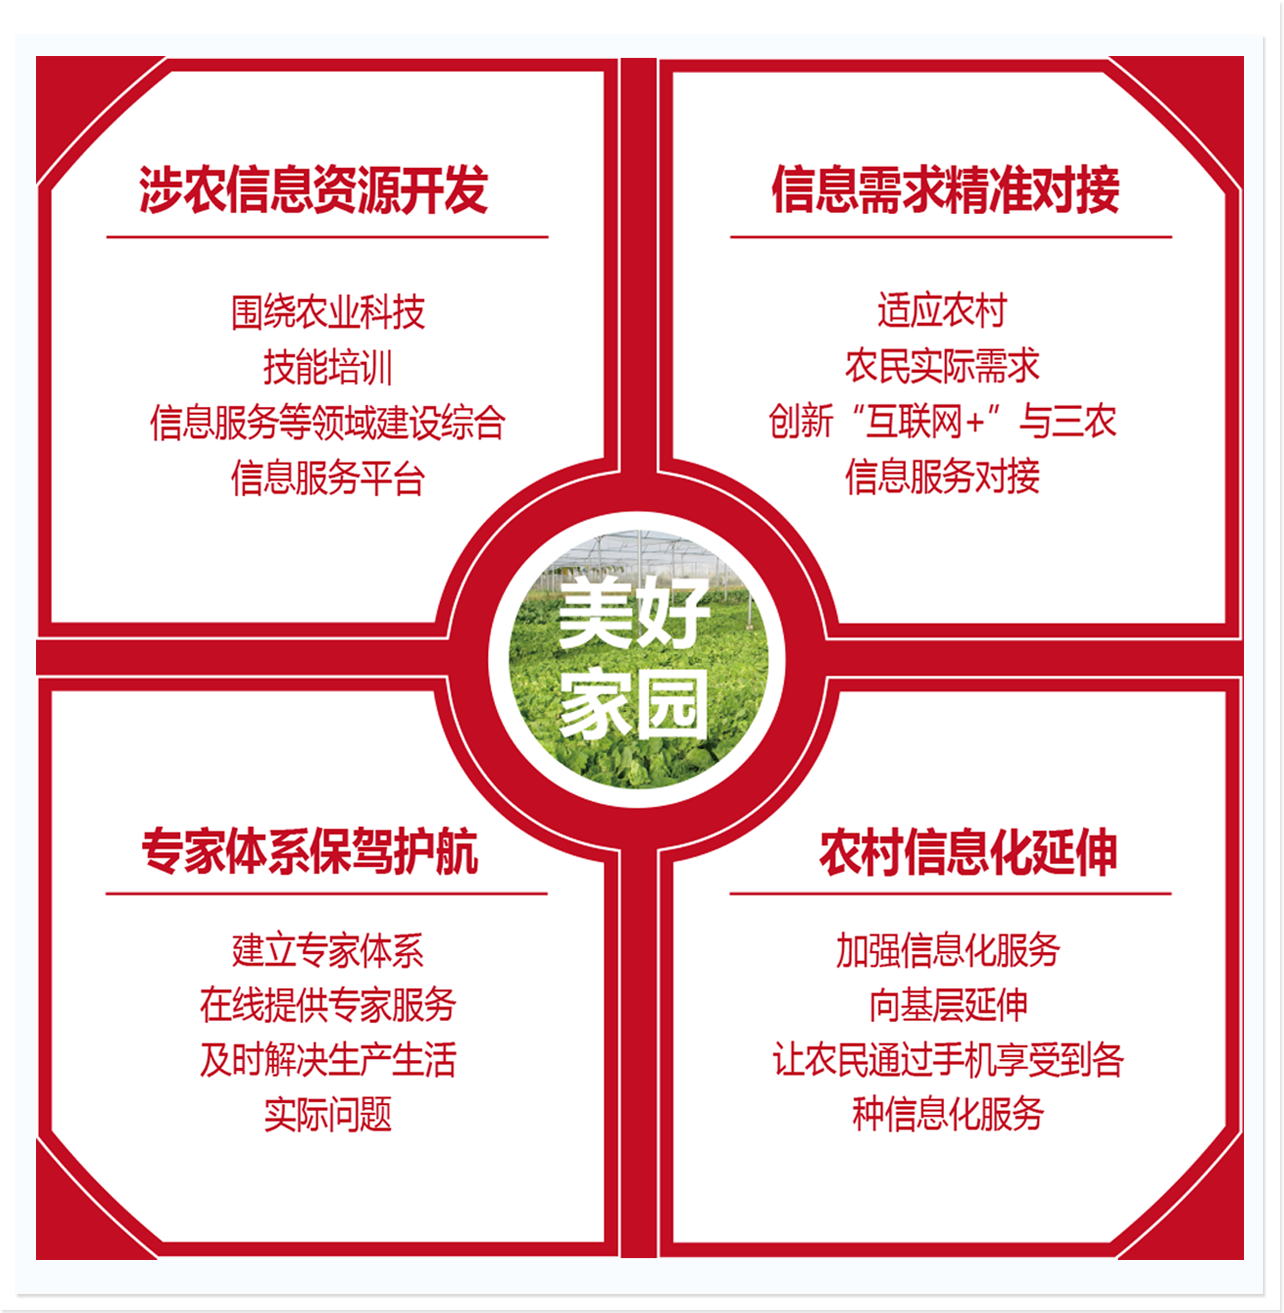 涉农信息资源开发
围绕农业科技
技能培训
信息服务等领域建设综合
信息服务平台
信息需求精准对接
适应农村
农民实际需求
创新“互联网+”与三农
信息服务对接
美好
家园
专家体系保驾护航
建立专家体系
在线提供专家服务
及时解决生产生活
实际问题
农村信息化延伸
加强信息化服务
向基层延伸
让农民通过手机享受到各
种信息化服务